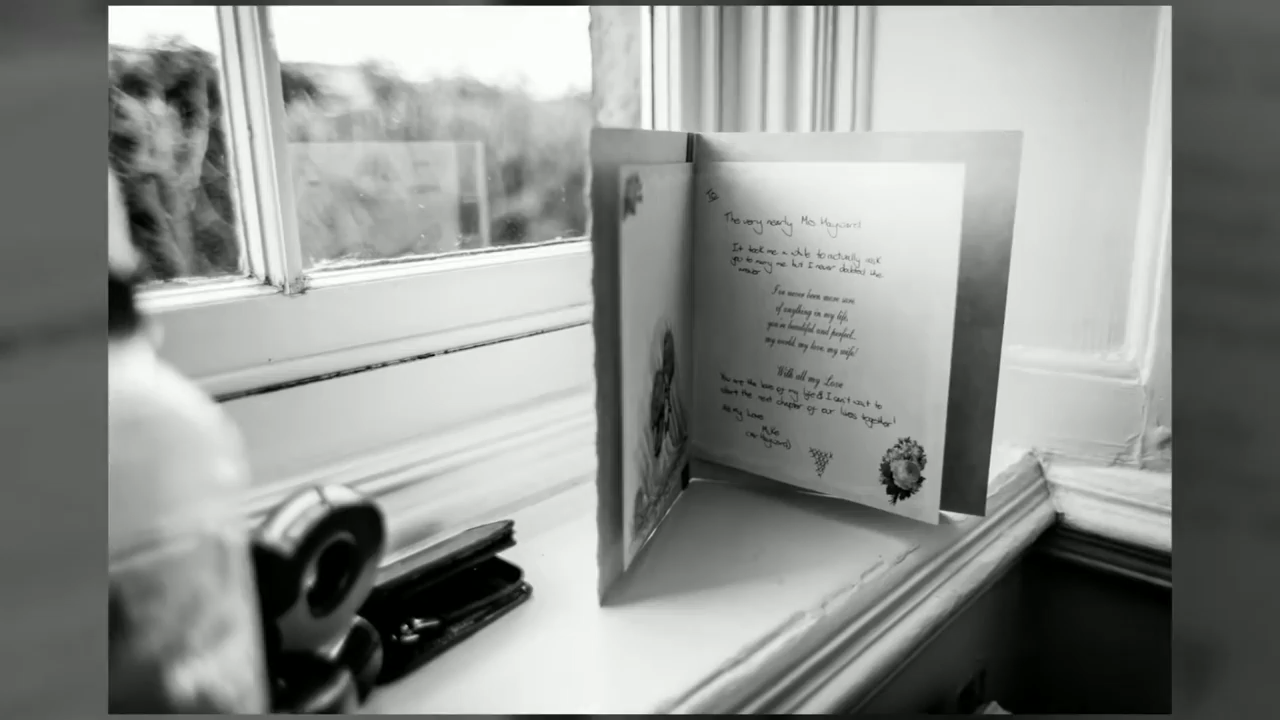 To
The very nearly Mrs Hayward
It took me a while to actually ask
you to marry me but I never doubted the
answer
I've never been more sure
of anything in my life,
you're beautiful and perfect...
my world, my love, my wife!
With all my Love
You are the love of my life & I can't wait to
start the next chapter of our lives together!
All my Love
Mike
(Mr Hayward)